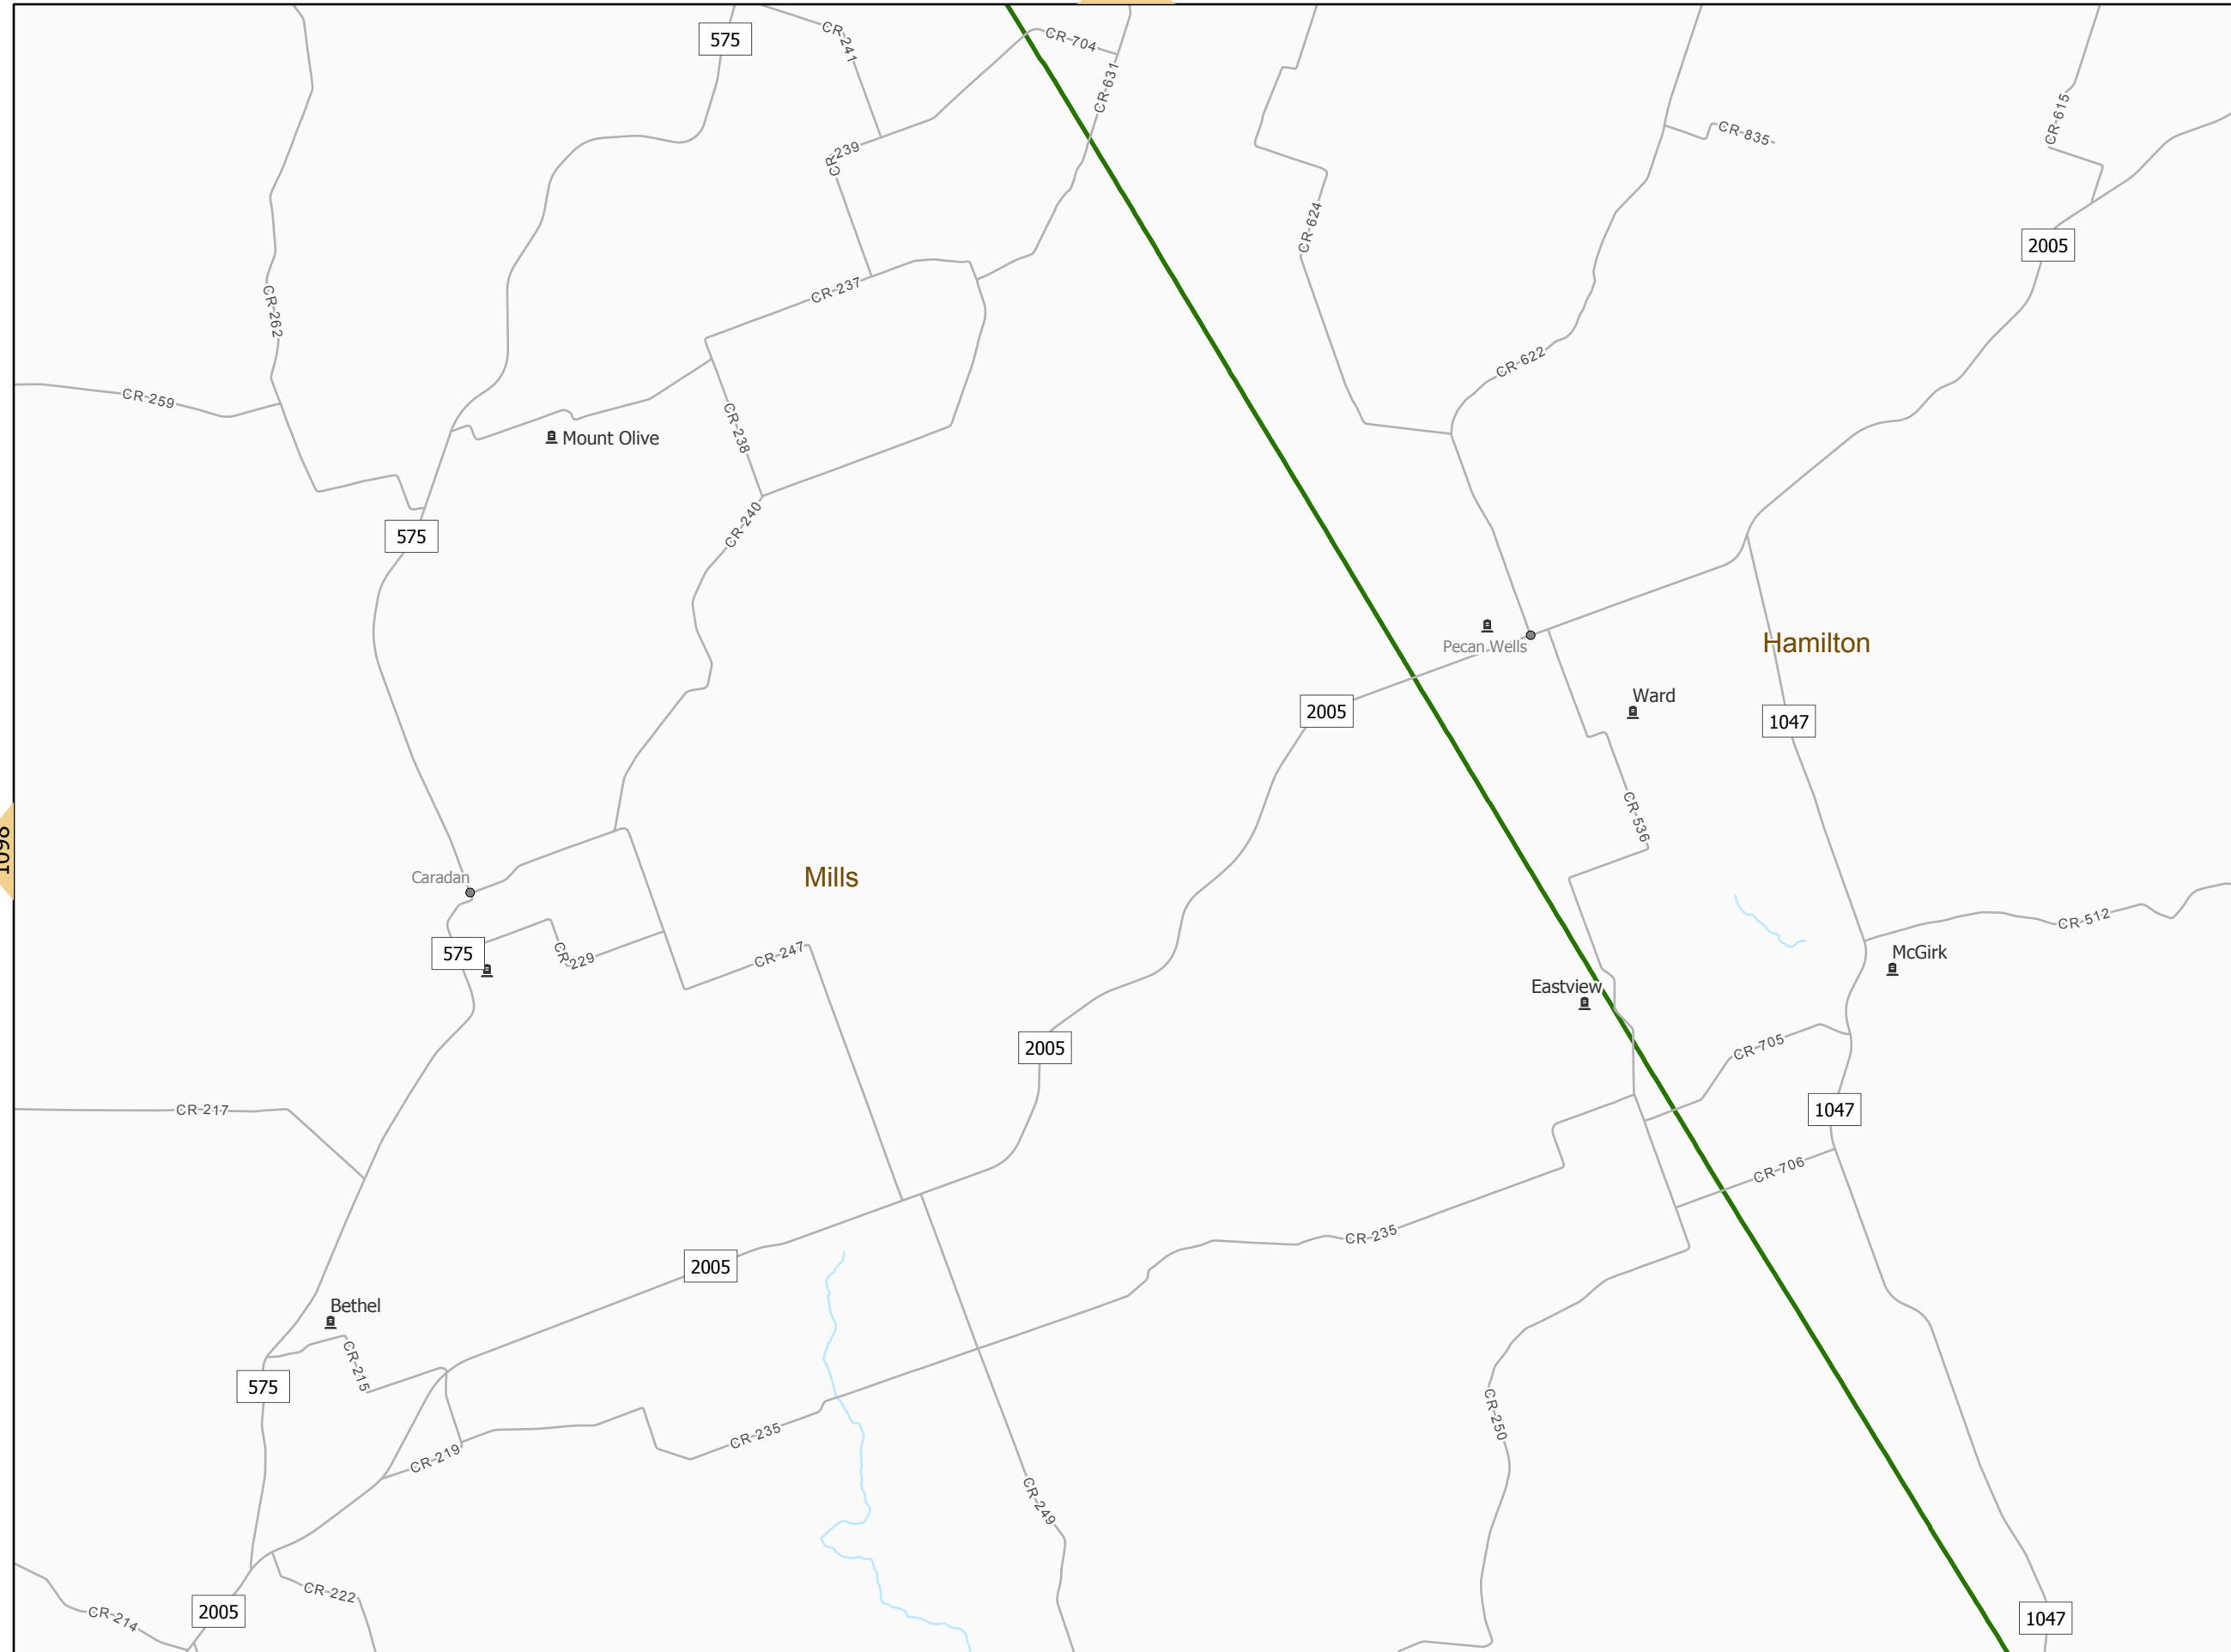 575
CR-241
CR-704
CR-631
CR-239
CR-835
CR-615
CR-624
2005
CR-237
CR-262
CR-259
CR-622
CR-238
Mount Olive
CR-240
575
Pecan Wells
Hamilton
Ward
2005
1047
CR-536
1098
Caradan
Mills
CR-512
575
CR-229
CR-247
McGirk
Eastview
2005
CR-705
CR-217
1047
CR-706
CR-235
2005
Bethel
CR-215
575
CR-250
CR-235
CR-219
CR-249
CR-222
2005
CR-214
1047